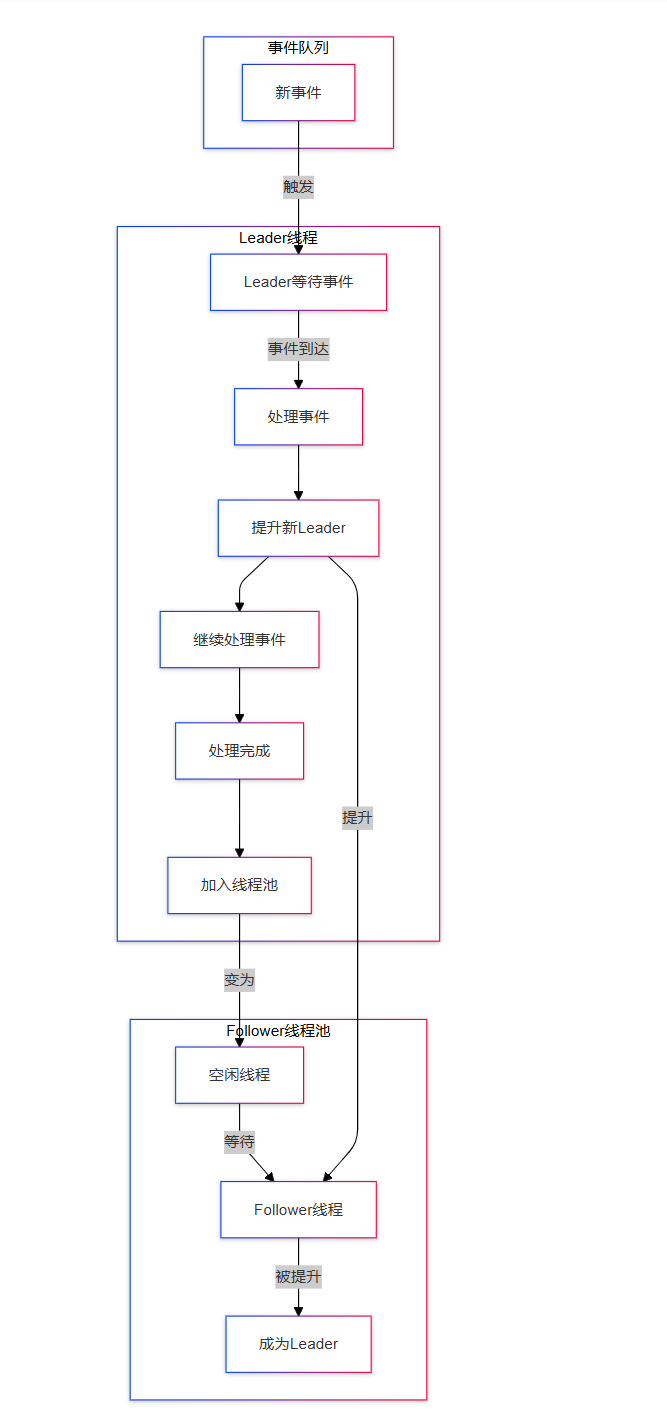 事件队列
新事件
触发
Leader线程
Leader等待事件
事件到达
处理事件
提升新Leader
继续处理事件
处理完成
提升
加入线程池
变为
Follower线程池
空闲线程
等待
Follower线程
被提升
成为Leader